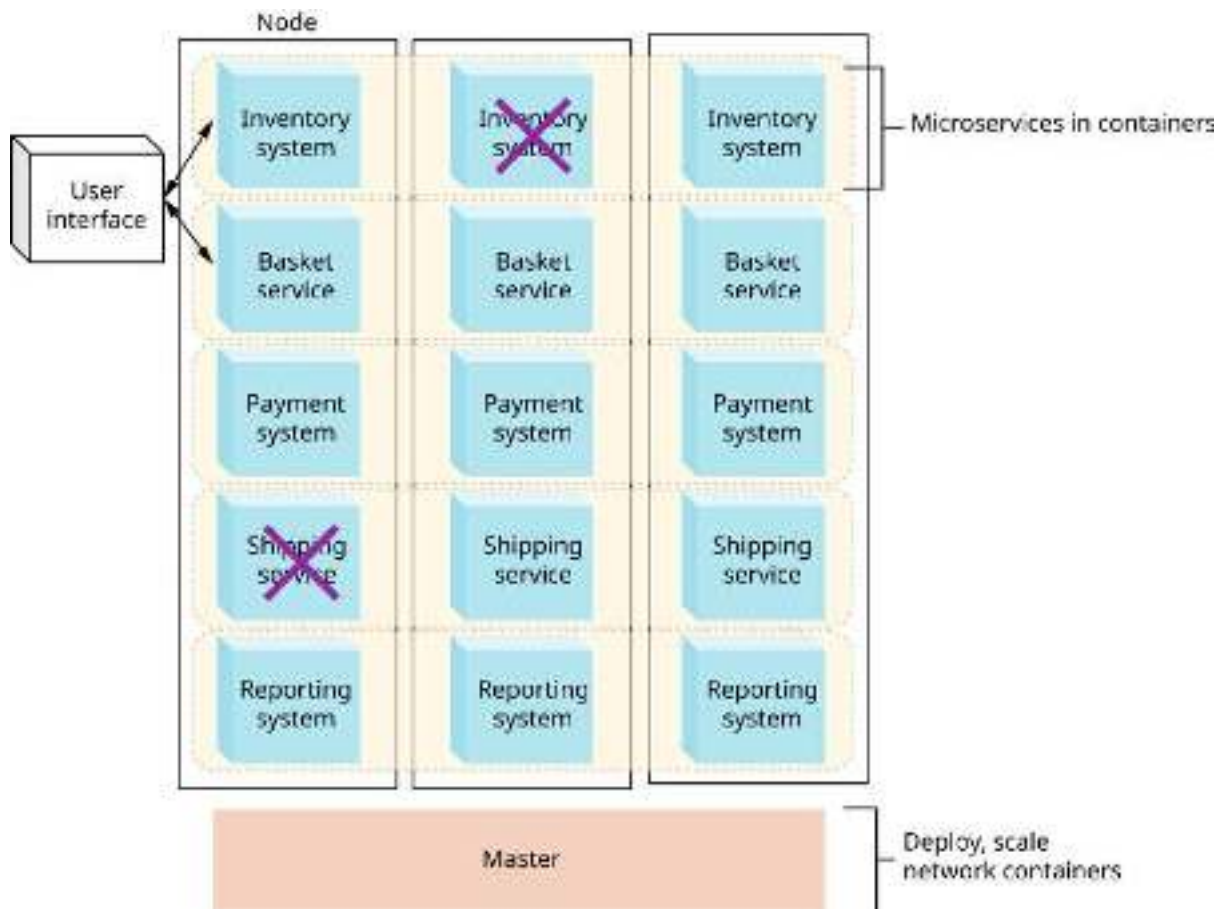 Node
Inventory
system
Inventory
system
Inventory
system
Microservices in containers
User
interface
Basket
service
Basket
service
Basket
service
Payment
system
Payment
system
Payment
system
Shipping
service
Shipping
service
Shipping
service
Reporting
system
Reporting
system
Reporting
system
Master
Deploy, scale
network containers